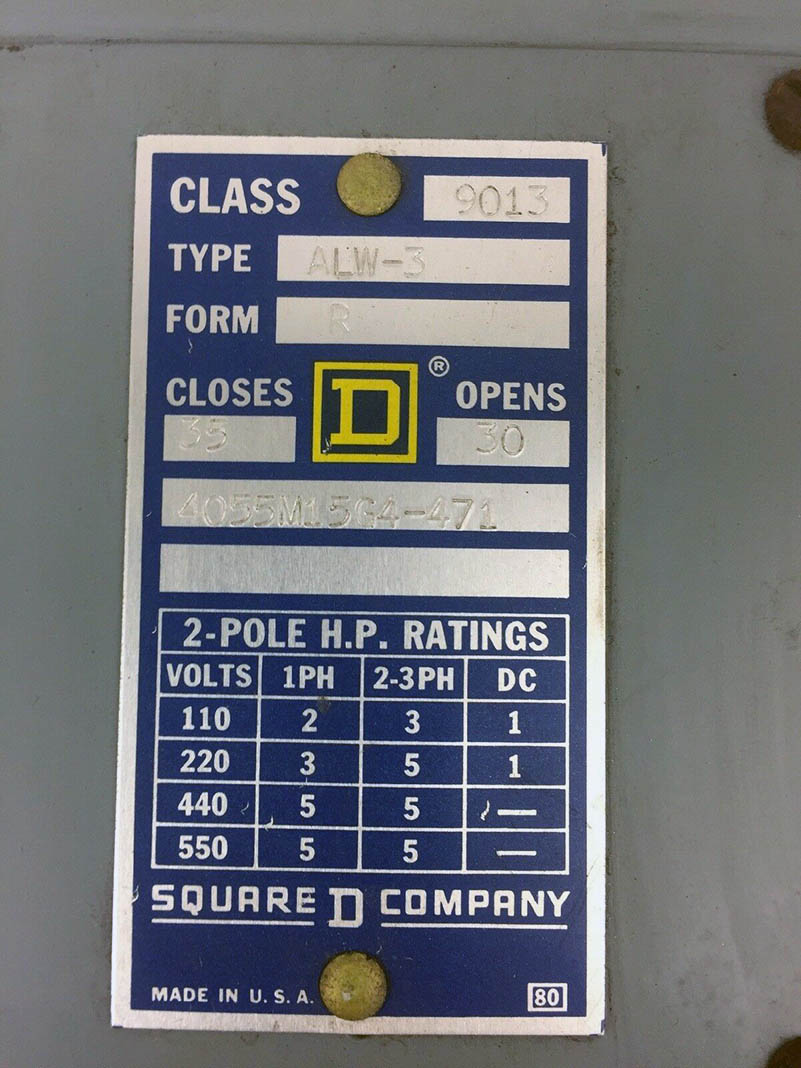 CLASS 9013
TYPE ALW-3
FORM R
CLOSES D ® OPENS
35 30
4055M15G4-471
2-POLE H.P. RATINGS
VOLTS 1PH 2-3PH DC
110 2 3 1
220 3 5 1
440 5 5 —
550 5 5 —
SQUARE D COMPANY
MADE IN U.S.A. 80